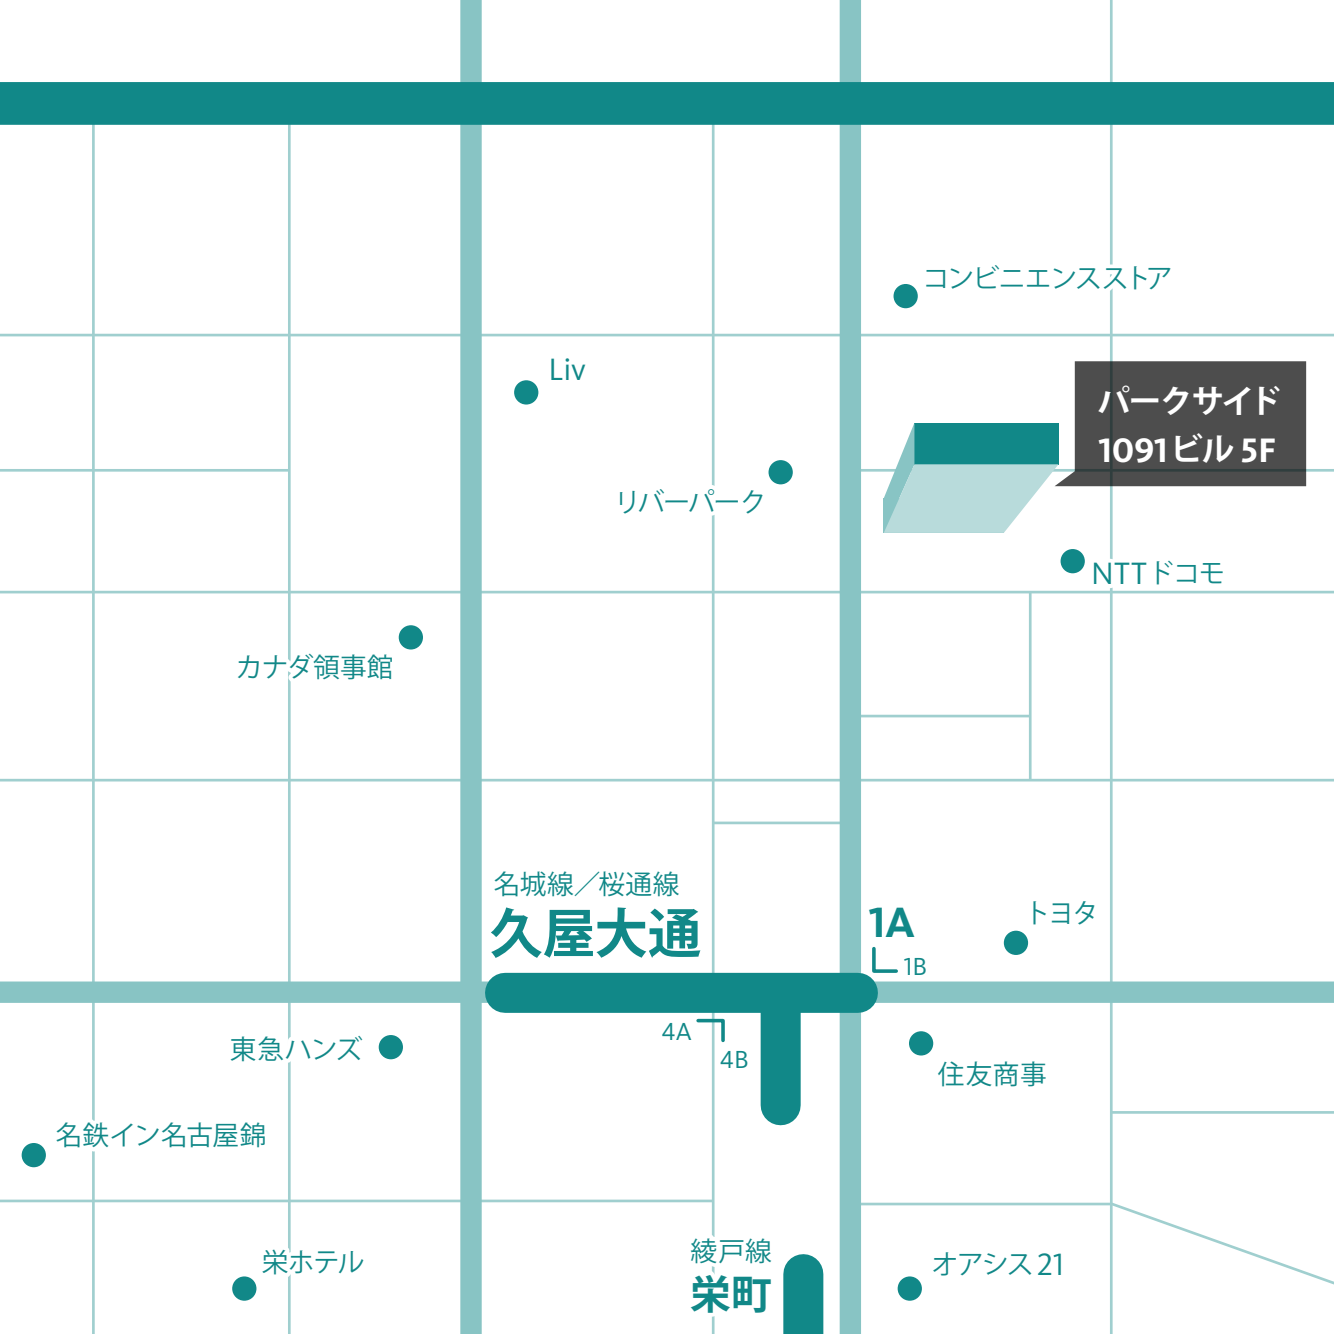 コンビニエンスストア
Liv
パークサイド
1091ビル 5F
リバーパーク
NTTドコモ
カナダ領事館
名城線／桜通線
久屋大通
1A
トヨタ
1B
4A
4B
東急ハンズ
住友商事
名鉄イン名古屋錦
綾戸線
栄ホテル
オアシス 21
栄町